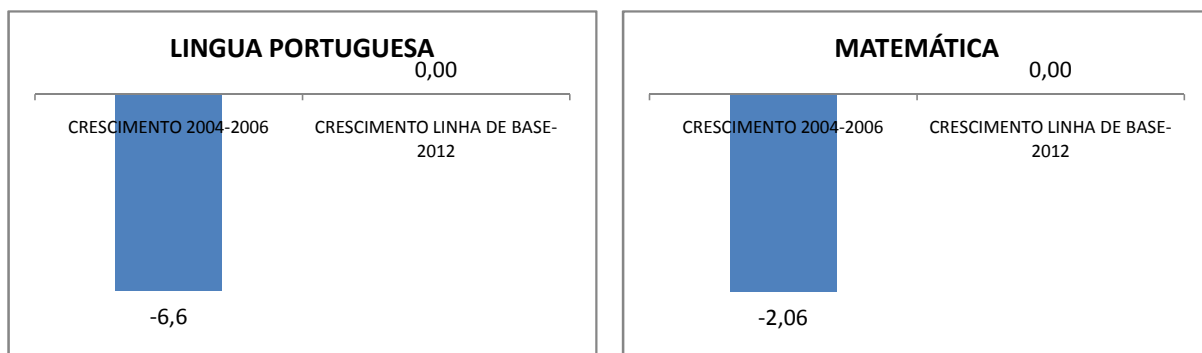 LINGUA PORTUGUESA
0,00
CRESCIMENTO 2004-2006
CRESCIMENTO LINHA DE BASE-
2012
-6,6
MATEMÁTICA
0,00
CRESCIMENTO 2004-2006
CRESCIMENTO LINHA DE BASE-
2012
-2,06